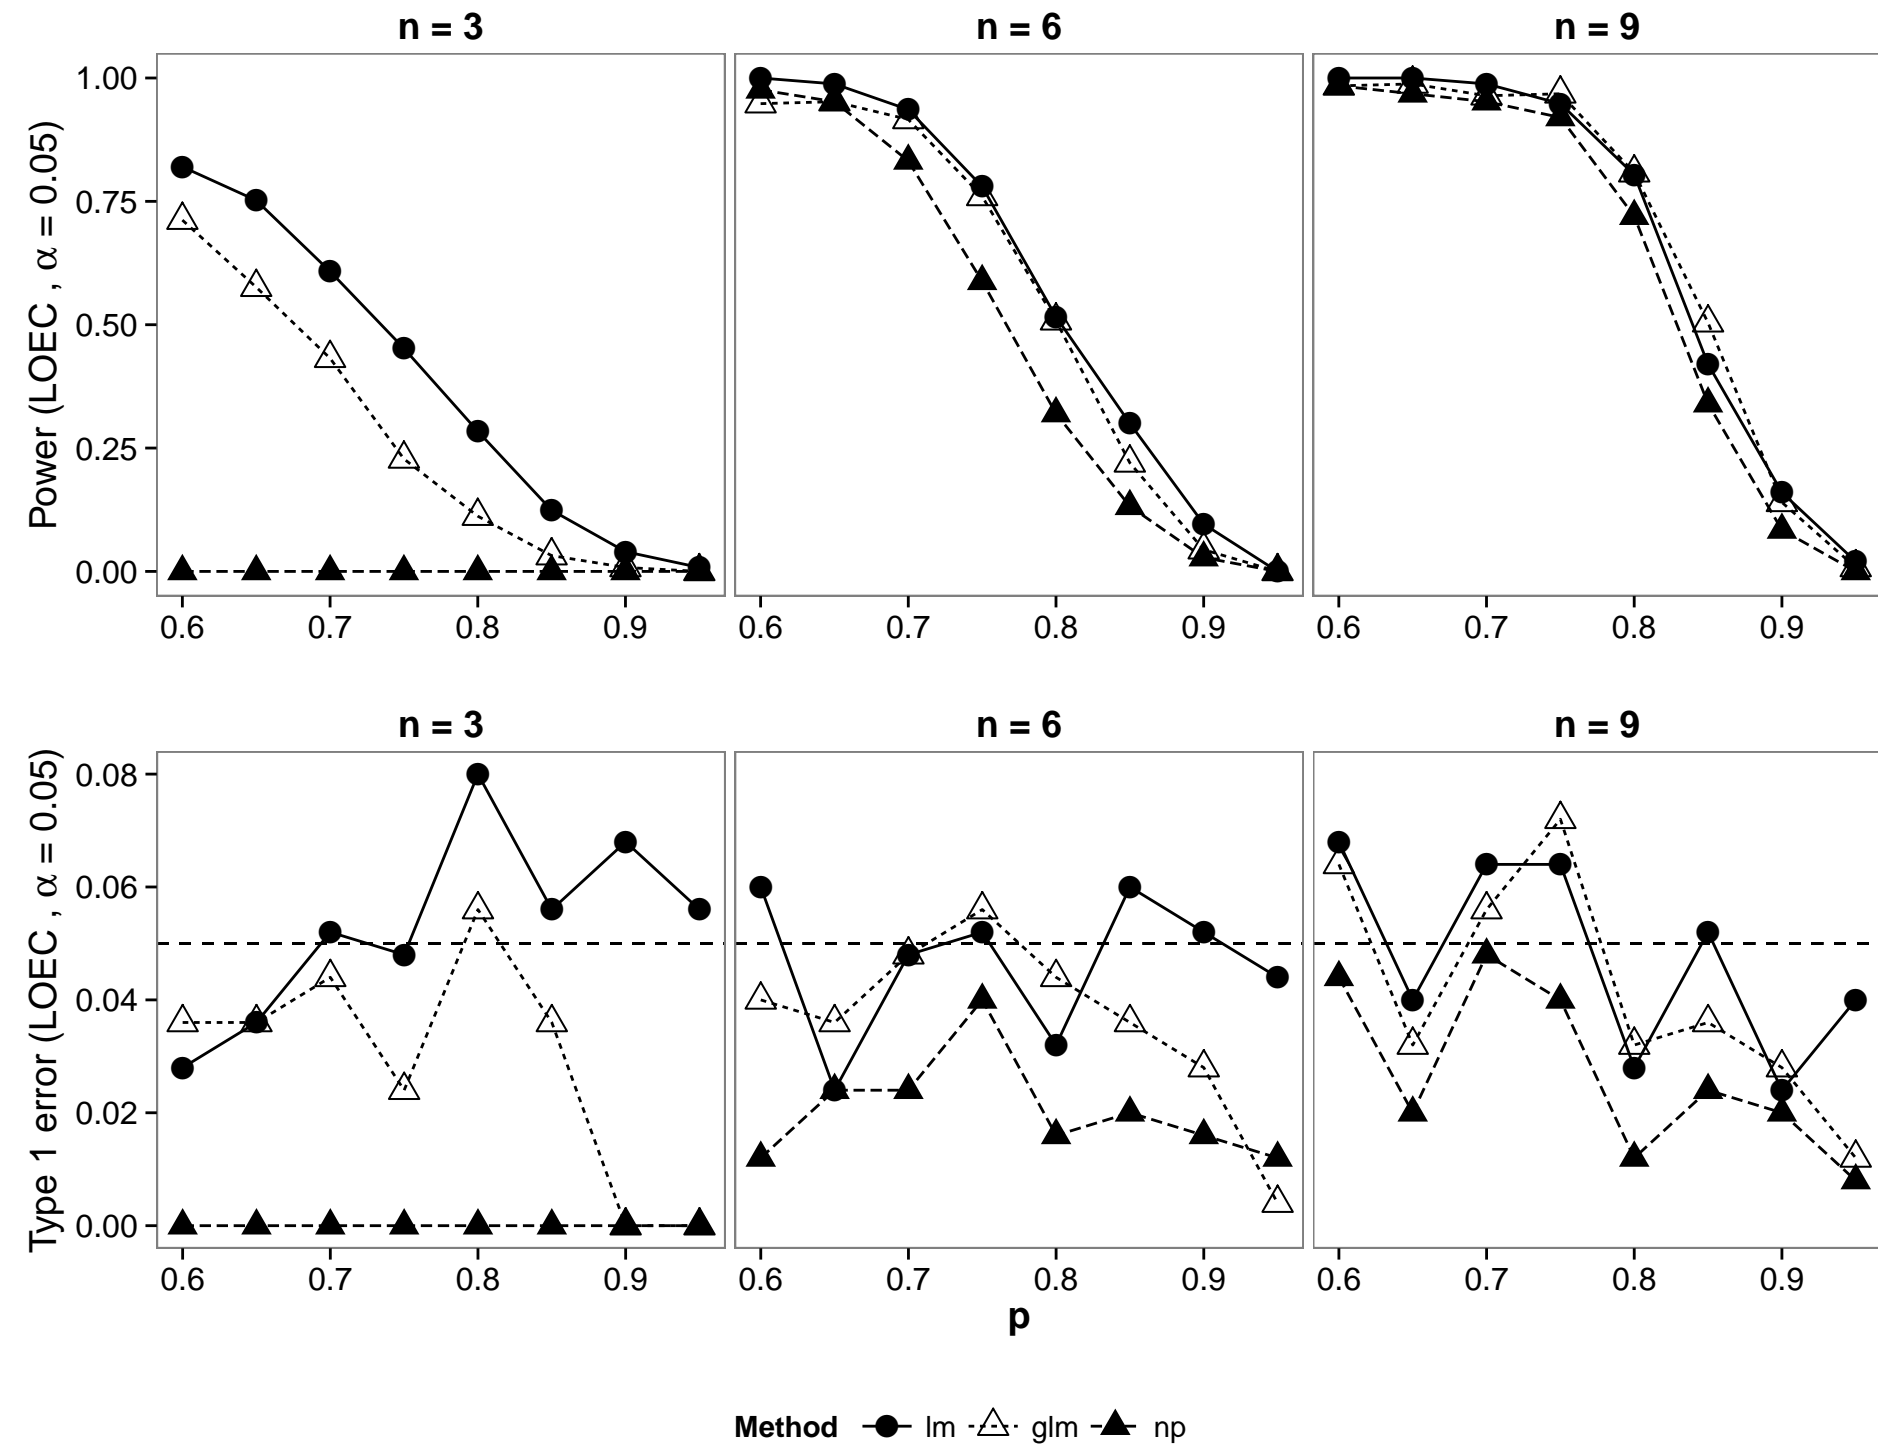 n = 3 n = 6 n = 9
Power (LOEC , α = 0.05)
1.00
0.75
0.50
0.25
0.00
0.6 0.7 0.8 0.9 0.6 0.7 0.8 0.9 0.6 0.7 0.8 0.9
n = 3 n = 6 n = 9
Type 1 error (LOEC , α = 0.05)
0.08
0.06
0.04
0.02
0.00
0.6 0.7 0.8 0.9 0.6 0.7 0.8 0.9 0.6 0.7 0.8 0.9
p
Method lm glm np